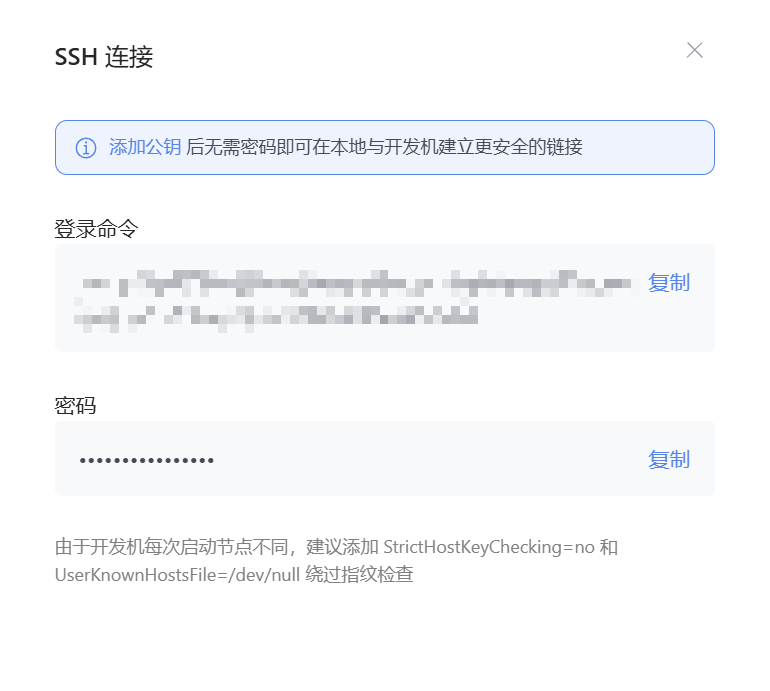 SSH 连接
添加公钥 后无需密码即可在本地与开发机建立更安全的链接
登录命令
复制
密码
••••••••••••••••
复制
由于开发机每次启动节点不同，建议添加 StrictHostKeyChecking=no 和
UserKnownHostsFile=/dev/null 绕过指纹检查